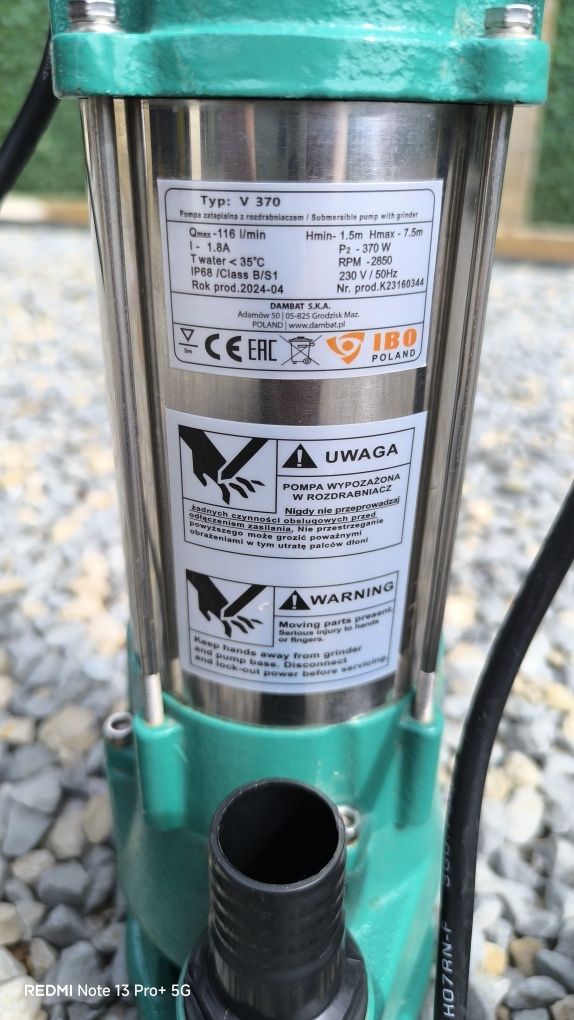 Typ: V 370
Pompa zatapialna z rozdrabniaczem / Submersible pump with grinder
Qmax -116 l/min Hmin- 1.5m Hmax - 7.5m
I - 1.8A P2 - 370 W
T water < 35°C RPM -2850
IP68 /Class B/S1 230 V / 50Hz
Rok prod.2024-04 Nr. prod.K23160344
DAMBAT S.K.A.
Adamów 50 | 05-825 Grodzisk Maz.
POLAND | www.dambat.pl
3m CE EAC IBO
POLAND
UWAGA
POMPA WYPOZAŻONA
W ROZDRABNIACZ
Nigdy nie przeprowadzaj
żadnych czynności obsługowych przed
odłączeniem zasilania. Nie przestrzeganie
powyższego może grozić poważnymi
obrażeniami w tym utratę palców dłoni
WARNING
Moving parts present.
Serious injury to hands
or fingers.
Keep hands away from grinder
and pump base. Disconnect
and lock-out power before servicing.
H07RN-F
REDMI Note 13 Pro+ 5G